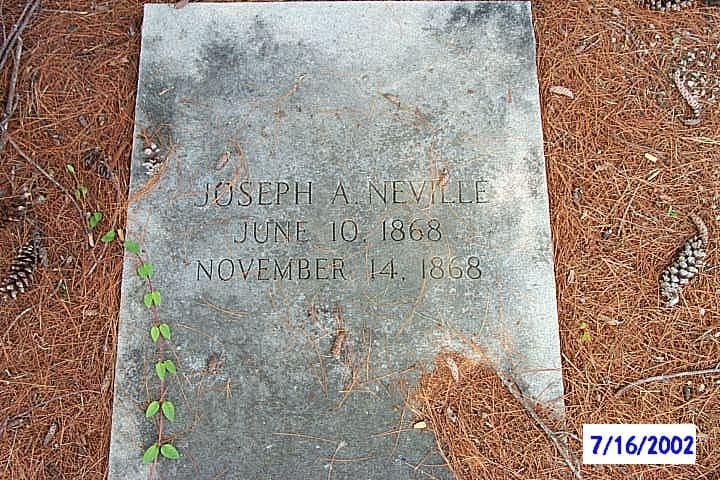 JOSEPH A. NEVILLE
JUNE 10, 1868
NOVEMBER 14, 1868
7/16/2002